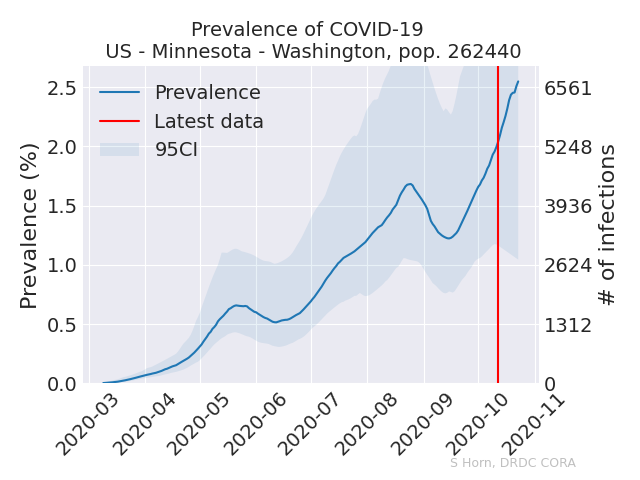 Prevalence of COVID-19
US - Minnesota - Washington, pop. 262440
Prevalence
Latest data
95CI
Prevalence (%)
2.5
2.0
1.5
1.0
0.5
0.0
6561
5248
3936
2624
1312
0
# of infections
2020-03
2020-04
2020-05
2020-06
2020-07
2020-08
2020-09
2020-10
2020-11
S Horn, DRDC CORA